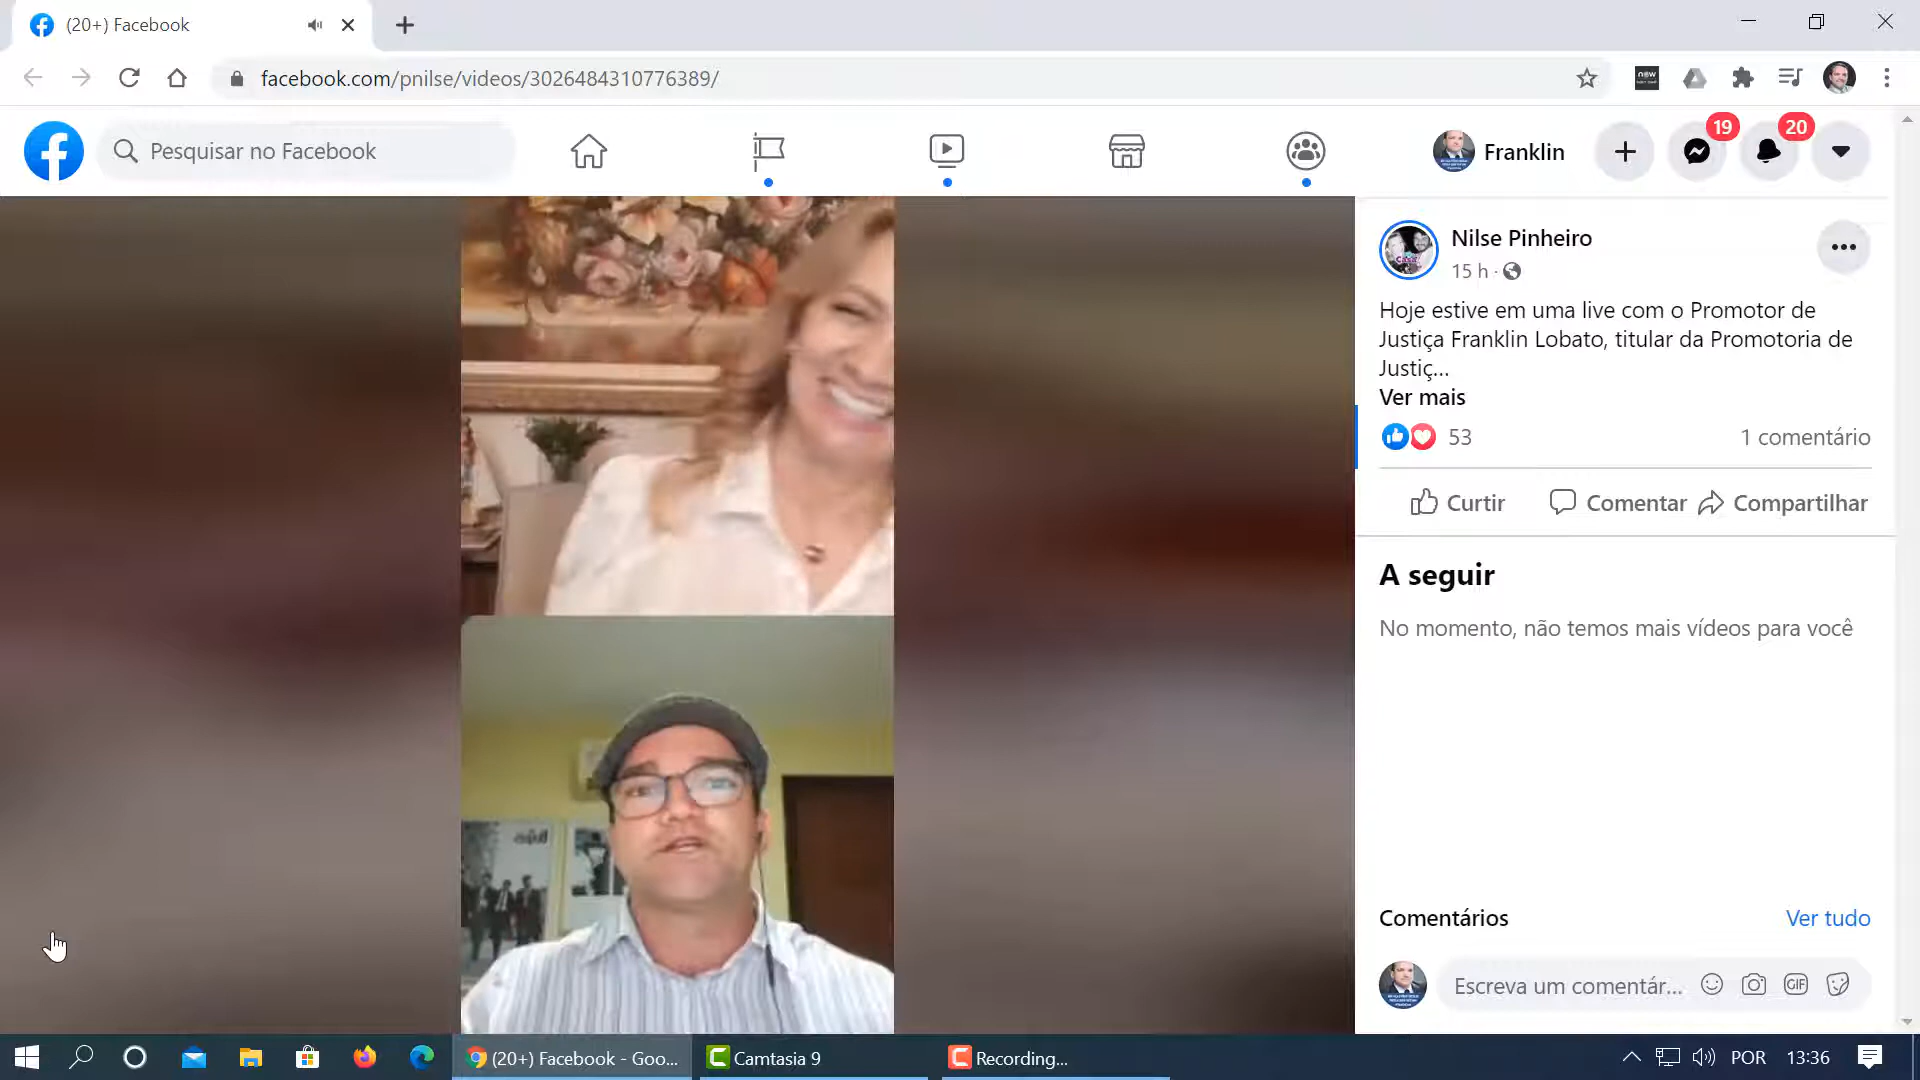 (20+) Facebook
facebook.com/pnilse/videos/3026484310776389/
Pesquisar no Facebook
Franklin
19
20
Nilse Pinheiro
15 h ·
Hoje estive em uma live com o Promotor de
Justiça Franklin Lobato, titular da Promotoria de
Justiç...
Ver mais
53
1 comentário
Curtir
Comentar
Compartilhar
A seguir
No momento, não temos mais vídeos para você
Comentários
Ver tudo
Escreva um comentár...
GIF
(20+) Facebook - Goo...
Camtasia 9
Recording...
POR
13:36